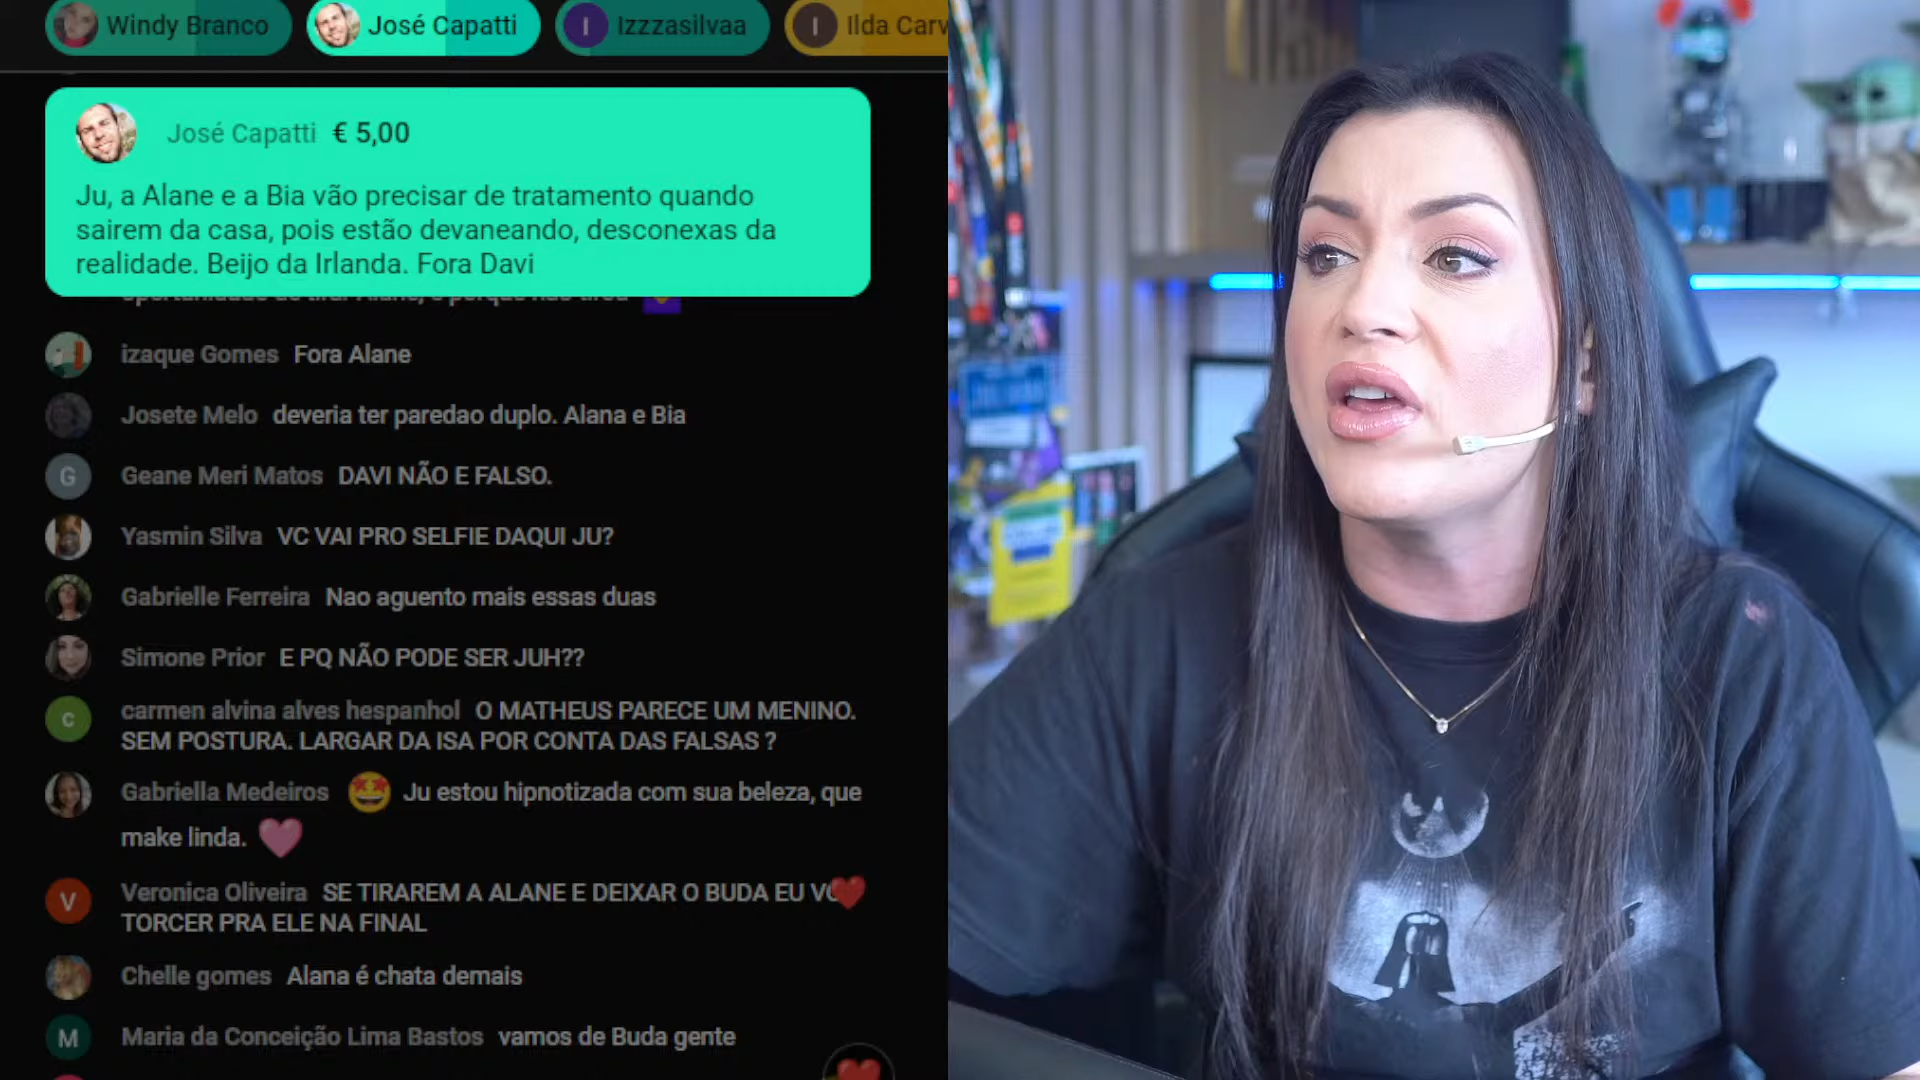 Windy Branco
José Capatti
Izzzasilvaa
Ilda Carv
José Capatti € 5,00
Ju, a Alane e a Bia vão precisar de tratamento quando
sairem da casa, pois estão devaneando, desconexas da
realidade. Beijo da Irlanda. Fora Davi
izaque Gomes Fora Alane
Josete Melo deveria ter paredao duplo. Alana e Bia
G
Geane Meri Matos DAVI NÃO E FALSO.
Yasmin Silva VC VAI PRO SELFIE DAQUI JU?
Gabrielle Ferreira Nao aguento mais essas duas
Simone Prior E PQ NÃO PODE SER JUH??
c
carmen alvina alves hespanhol O MATHEUS PARECE UM MENINO.
SEM POSTURA. LARGAR DA ISA POR CONTA DAS FALSAS ?
Gabriella Medeiros 🤩 Ju estou hipnotizada com sua beleza, que
make linda. 🩷
V
Veronica Oliveira SE TIRAREM A ALANE E DEIXAR O BUDA EU
TORCER PRA ELE NA FINAL
Chelle gomes Alana é chata demais
M
Maria da Conceição Lima Bastos vamos de Buda gente